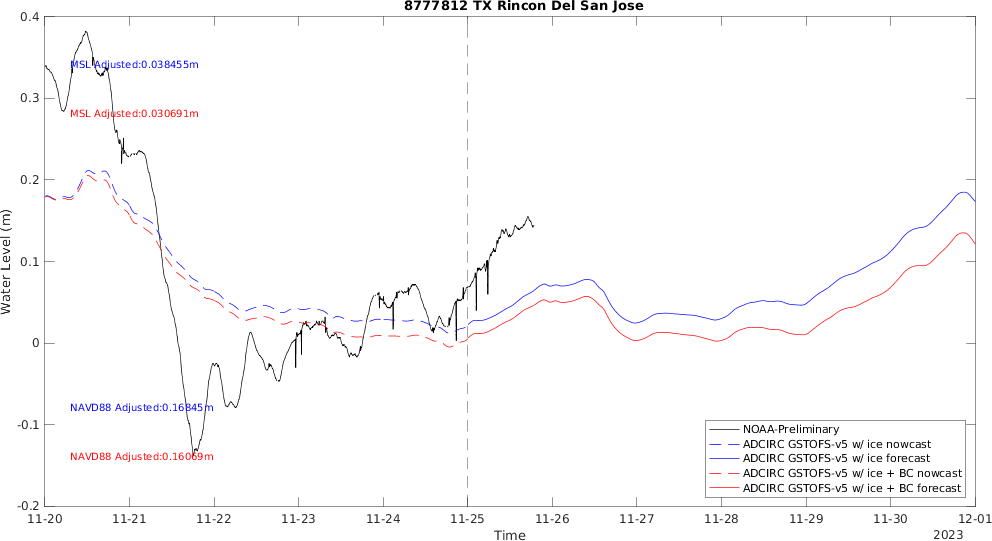 8777812 TX Rincon Del San Jose
0.4
0.3
0.2
0.1
0
-0.1
-0.2
Water Level (m)
MSL Adjusted:0.038455m
MSL Adjusted:0.030691m
NAVD88 Adjusted:0.16845m
NAVD88 Adjusted:0.16069m
NOAA-Preliminary
ADCIRC GSTOFS-v5 w/ ice nowcast
ADCIRC GSTOFS-v5 w/ ice forecast
ADCIRC GSTOFS-v5 w/ ice + BC nowcast
ADCIRC GSTOFS-v5 w/ ice + BC forecast
11-20 11-21 11-22 11-23 11-24 11-25 11-26 11-27 11-28 11-29 11-30 12-01
Time
2023